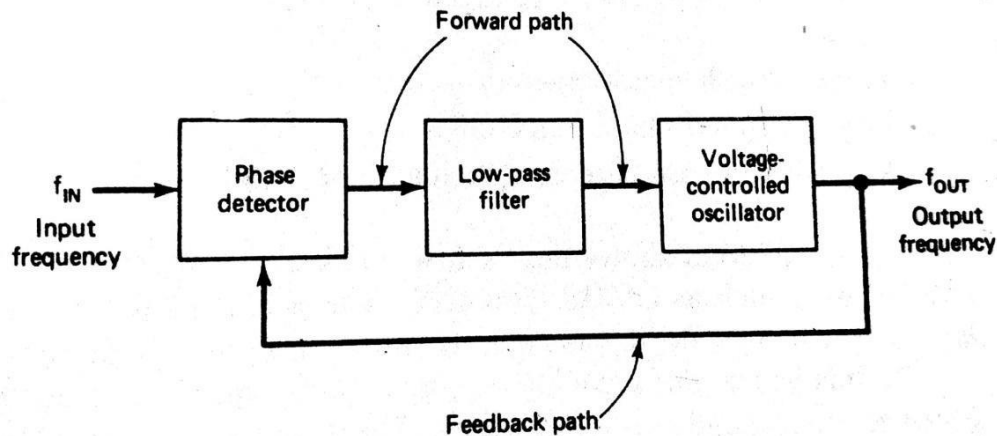 Forward path
f_IN
Input
frequency
Phase
detector
Low-pass
filter
Voltage-
controlled
oscillator
f_OUT
Output
frequency
Feedback path